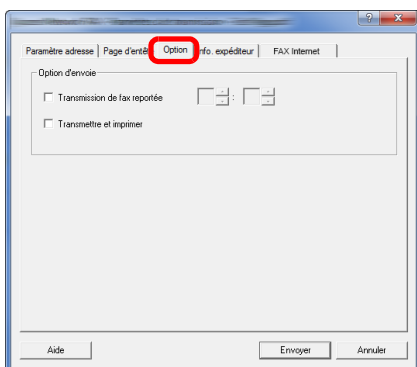 Paramètre adresse Page d'entê Option nfo. expéditeur FAX Internet
Option d'envoie
Transmission de fax reportée :
Transmettre et imprimer
Aide Envoyer Annuler